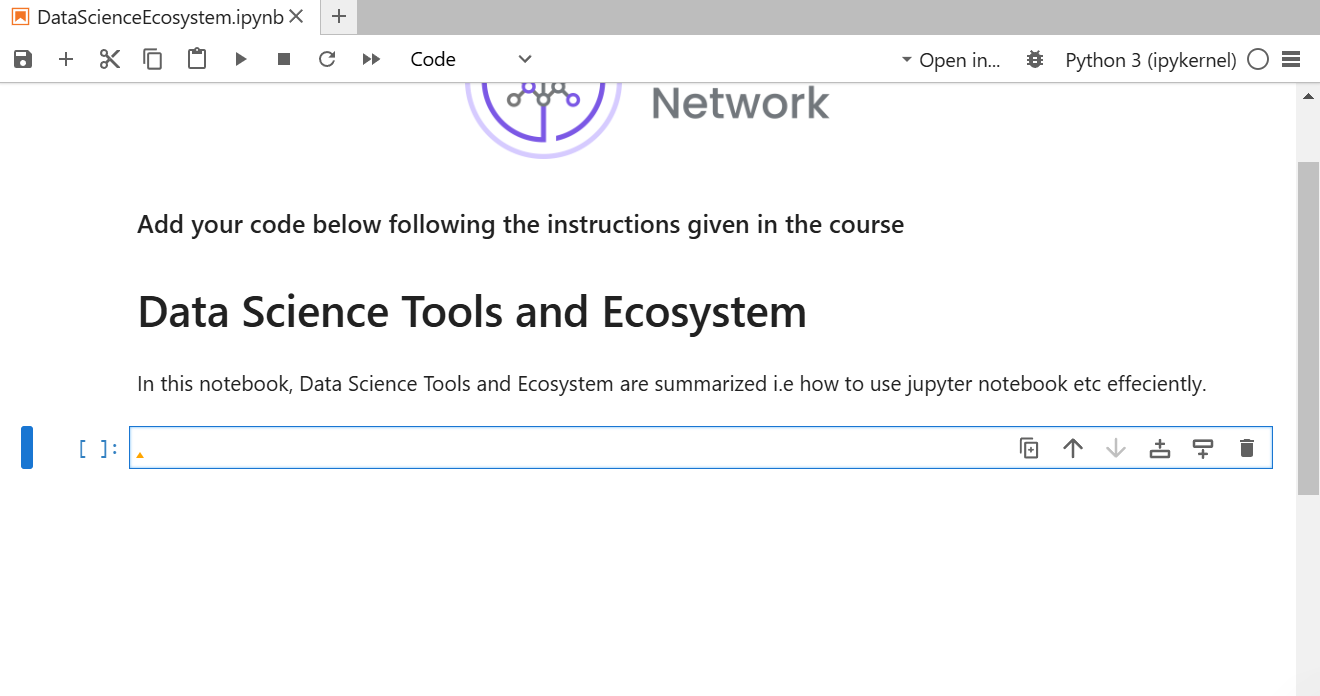 DataScienceEcosystem.ipynb
Code
Open in...
Python 3 (ipykernel)
Network
Add your code below following the instructions given in the course
Data Science Tools and Ecosystem
In this notebook, Data Science Tools and Ecosystem are summarized i.e how to use jupyter notebook etc effeciently.
[ ]: